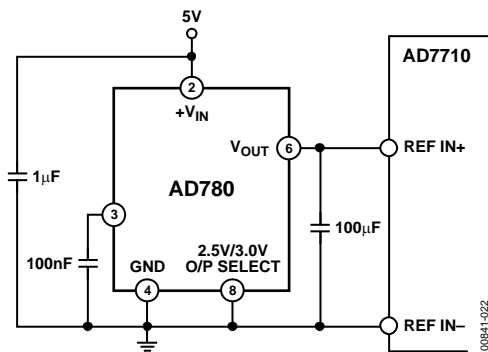 5V
AD7710
2
+VIN
VOUT
6
REF IN+
1μF
AD780
3
100μF
2.5V/3.0V
100nF
GND
O/P SELECT
4
8
REF IN–
00841-022